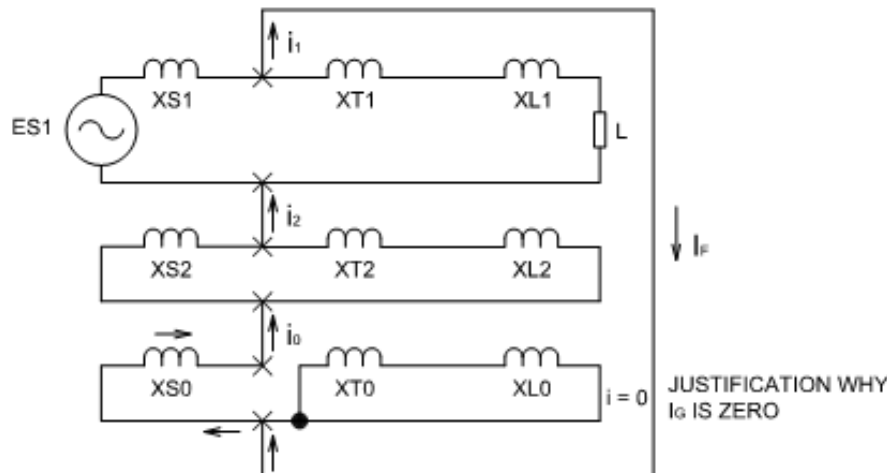 i₁
XS1
XT1
XL1
ES1
L
i₂
XS2
XT2
XL2
I_F
i₀
XS0
XT0
XL0
i = 0
JUSTIFICATION WHY
I_G IS ZERO